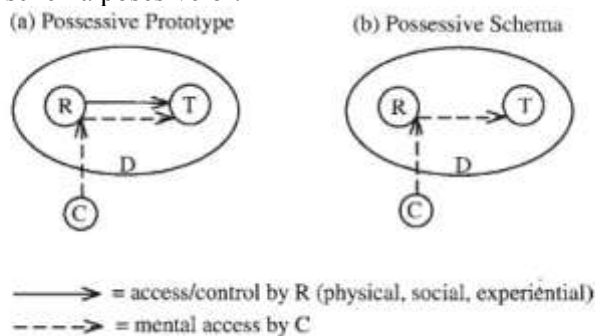 (a) Possessive Prototype (b) Possessive Schema
R T R T
D D
C C
= access/control by R (physical, social, experiential)
= mental access by C